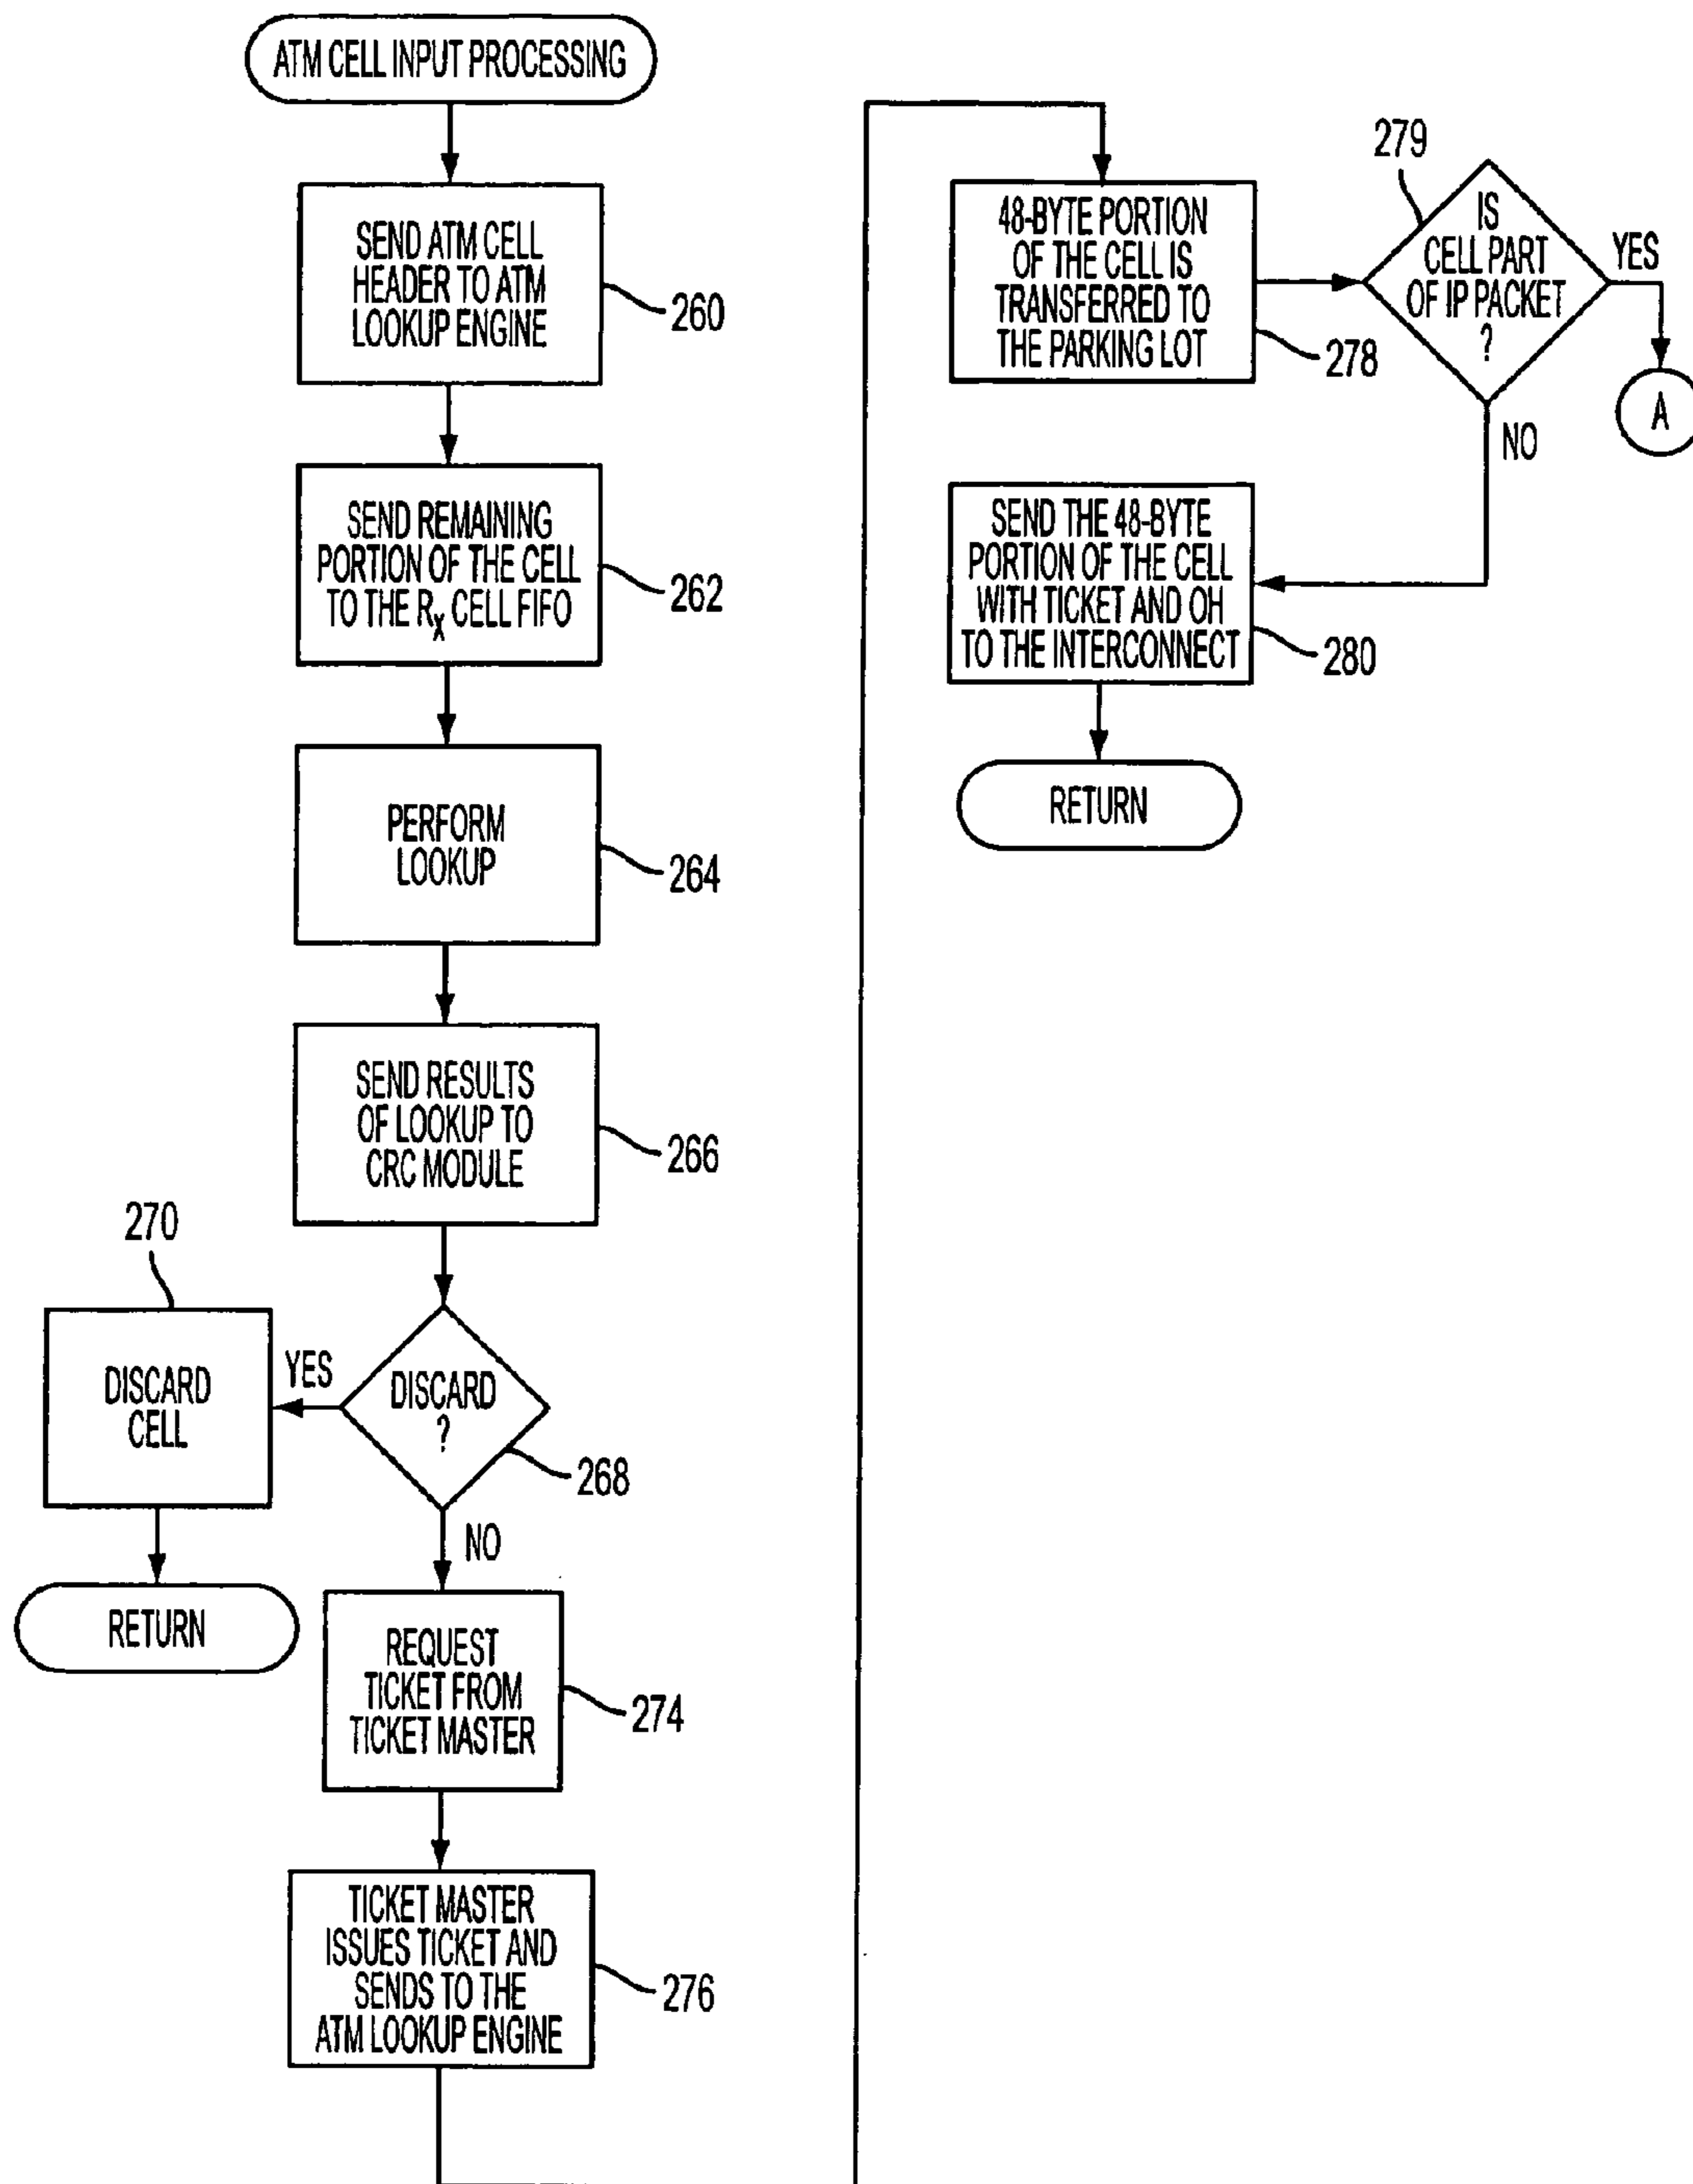 ATM CELL INPUT PROCESSING
SEND ATM CELL
HEADER TO ATM
LOOKUP ENGINE
260
SEND REMAINING
PORTION OF THE CELL
TO THE Rx CELL FIFO
262
PERFORM
LOOKUP
264
SEND RESULTS
OF LOOKUP TO
CRC MODULE
266
270
DISCARD
CELL
YES
DISCARD
?
268
RETURN
NO
REQUEST
TICKET FROM
TICKET MASTER
274
TICKET MASTER
ISSUES TICKET AND
SENDS TO THE
ATM LOOKUP ENGINE
276
48-BYTE PORTION
OF THE CELL IS
TRANSFERRED TO
THE PARKING LOT
278
279
IS
CELL PART
OF IP PACKET
?
YES
A
NO
SEND THE 48-BYTE
PORTION OF THE CELL
WITH TICKET AND OH
TO THE INTERCONNECT
280
RETURN